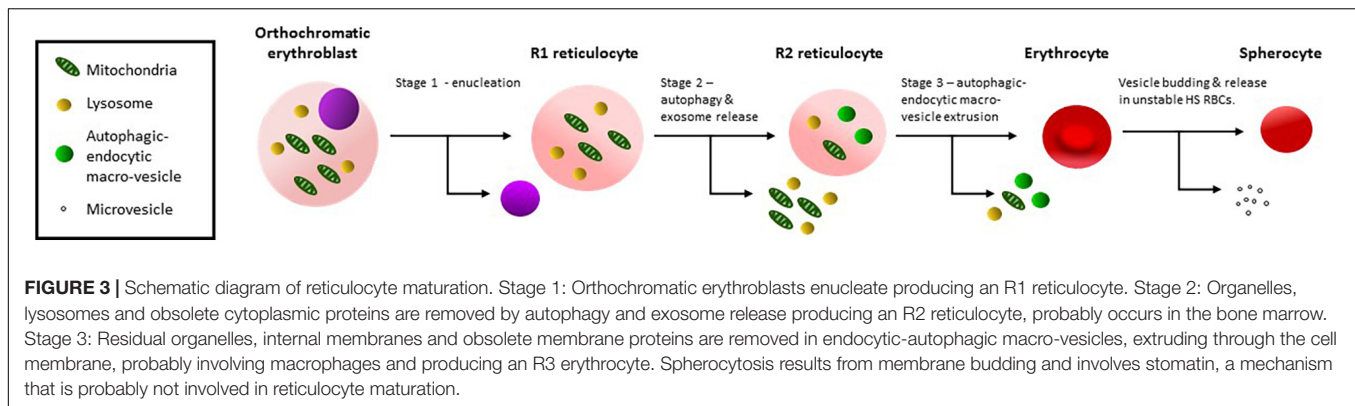 Mitochondria
Lysosome
Autophagic-
endocytic
macro-vesicle
Microvesicle
Orthochromatic
erythroblast
Stage 1 - enucleation
R1 reticulocyte
Stage 2 –
autophagy &
exosome release
R2 reticulocyte
Stage 3 – autophagic-
endocytic macro-
vesicle extrusion
Erythrocyte
Vesicle budding & release
in unstable HS RBCs.
Spherocyte
FIGURE 3 | Schematic diagram of reticulocyte maturation. Stage 1: Orthochromatic erythroblasts enucleate producing an R1 reticulocyte. Stage 2: Organelles,
lysosomes and obsolete cytoplasmic proteins are removed by autophagy and exosome release producing an R2 reticulocyte, probably occurs in the bone marrow.
Stage 3: Residual organelles, internal membranes and obsolete membrane proteins are removed in endocytic-autophagic macro-vesicles, extruding through the cell
membrane, probably involving macrophages and producing an R3 erythrocyte. Spherocytosis results from membrane budding and involves stomatin, a mechanism
that is probably not involved in reticulocyte maturation.